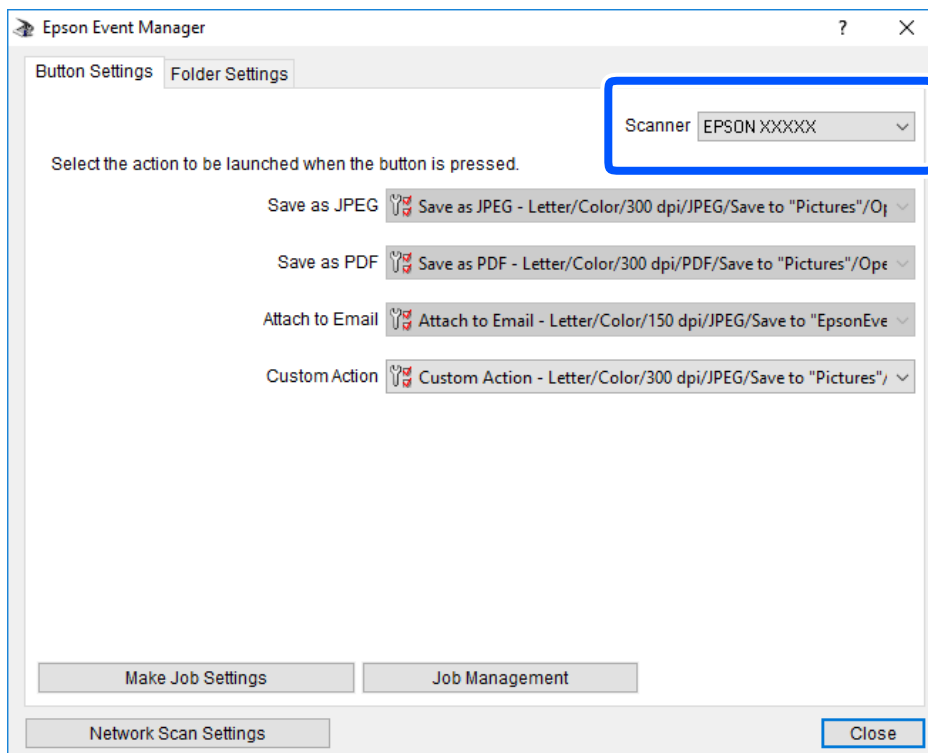 Epson Event Manager
Button Settings Folder Settings
Scanner EPSON XXXXX
Select the action to be launched when the button is pressed.
Save as JPEG Save as JPEG - Letter/Color/300 dpi/JPEG/Save to "Pictures"/Op
Save as PDF Save as PDF - Letter/Color/300 dpi/PDF/Save to "Pictures"/Ope
Attach to Email Attach to Email - Letter/Color/150 dpi/JPEG/Save to "EpsonEve
Custom Action Custom Action - Letter/Color/300 dpi/JPEG/Save to "Pictures"/
Make Job Settings Job Management
Network Scan Settings Close